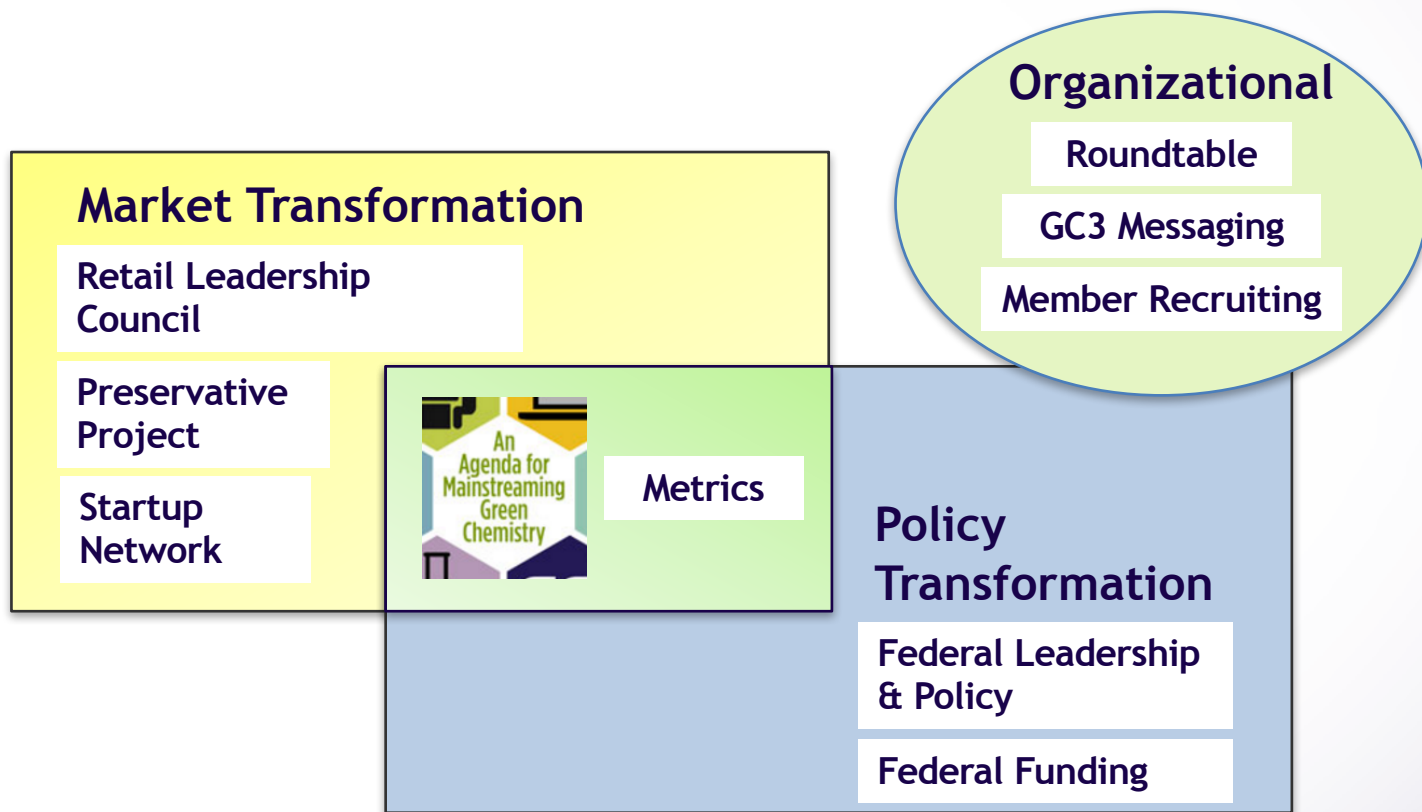 Organizational
Roundtable
GC3 Messaging
Member Recruiting
Market Transformation
Retail Leadership
Council
Preservative
Project
Startup
Network
An
Agenda for
Mainstreaming
Green
Chemistry
Metrics
Policy
Transformation
Federal Leadership
& Policy
Federal Funding